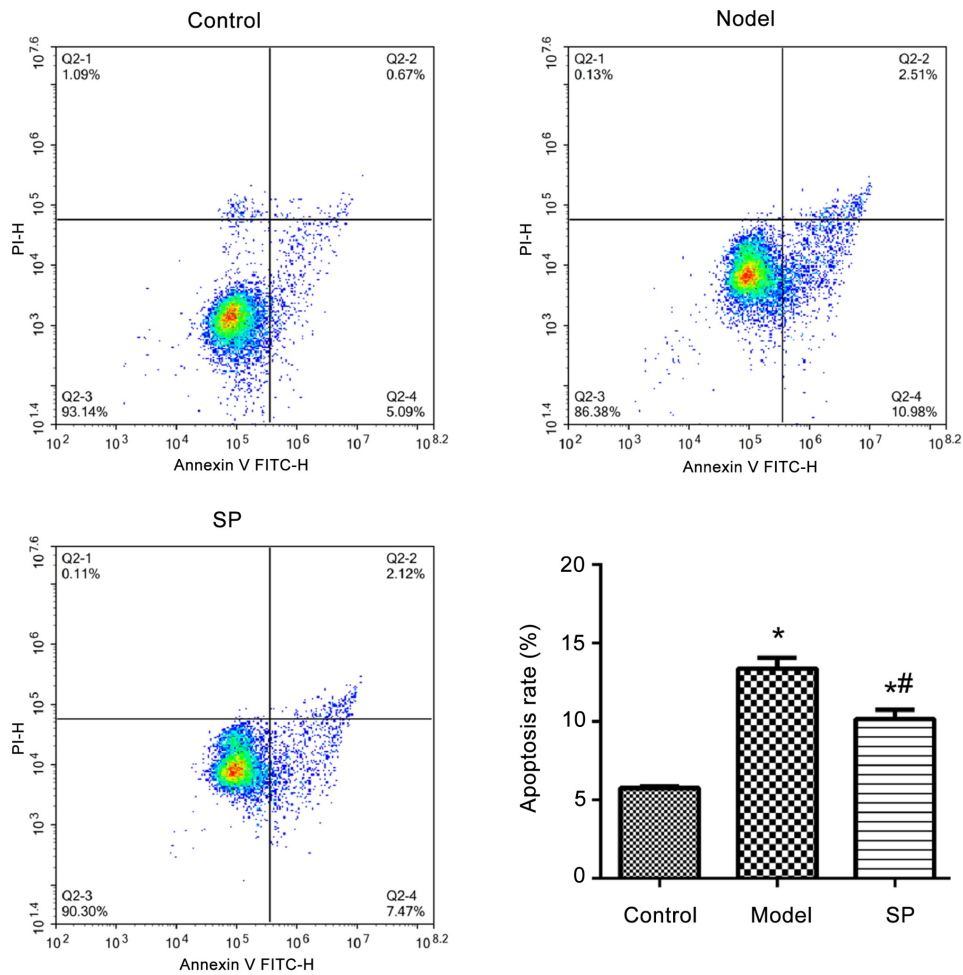 Control
Q2-1
1.09%
Q2-2
0.67%
Q2-3
93.14%
Q2-4
5.09%
PI-H
10^7.6
10^6
10^5
10^4
10^3
10^1.4
10^2 10^3 10^4 10^5 10^6 10^7 10^8.2
Annexin V FITC-H
Nodel
Q2-1
0.13%
Q2-2
2.51%
Q2-3
86.38%
Q2-4
10.98%
PI-H
10^7.6
10^6
10^5
10^4
10^3
10^1.4
10^2 10^3 10^4 10^5 10^6 10^7 10^8.2
Annexin V FITC-H
SP
Q2-1
0.11%
Q2-2
2.12%
Q2-3
90.30%
Q2-4
7.47%
PI-H
10^7.6
10^6
10^5
10^4
10^3
10^1.4
10^2 10^3 10^4 10^5 10^6 10^7 10^8.2
Annexin V FITC-H
Apoptosis rate (%)
20
15
10
5
0
*
*#
Control Model SP